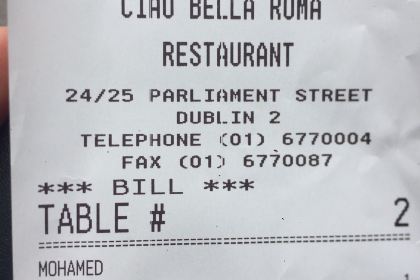 CIAO BELLA ROMA
RESTAURANT
24/25 PARLIAMENT STREET
DUBLIN 2
TELEPHONE (01) 6770004
FAX (01) 6770087
*** BILL ***
TABLE # 2
MOHAMED